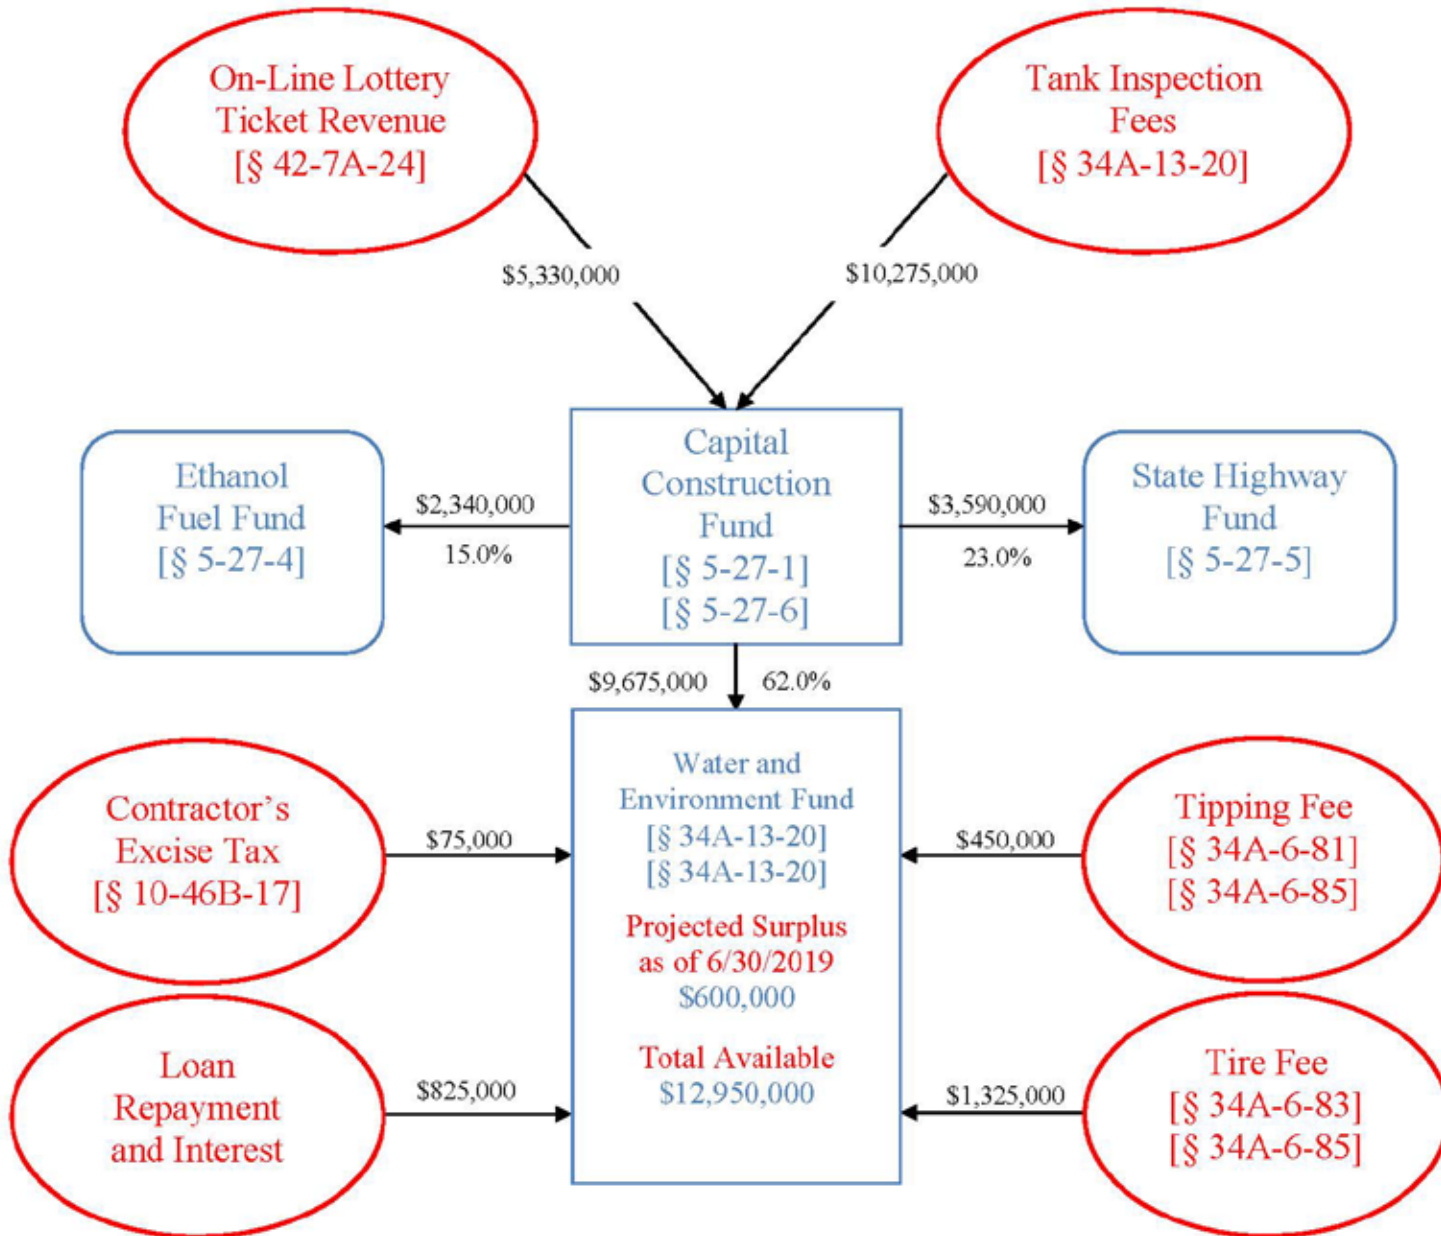 On-Line Lottery
Ticket Revenue
[§ 42-7A-24]
Tank Inspection
Fees
[§ 34A-13-20]
$5,330,000
$10,275,000
Ethanol
Fuel Fund
[§ 5-27-4]
$2,340,000
15.0%
Capital
Construction
Fund
[§ 5-27-1]
[§ 5-27-6]
$3,590,000
23.0%
State Highway
Fund
[§ 5-27-5]
$9,675,000
62.0%
Contractor's
Excise Tax
[§ 10-46B-17]
$75,000
Water and
Environment Fund
[§ 34A-13-20]
[§ 34A-13-20]
Projected Surplus
as of 6/30/2019
$600,000
Total Available
$12,950,000
$450,000
Tipping Fee
[§ 34A-6-81]
[§ 34A-6-85]
Loan
Repayment
and Interest
$825,000
$1,325,000
Tire Fee
[§ 34A-6-83]
[§ 34A-6-85]